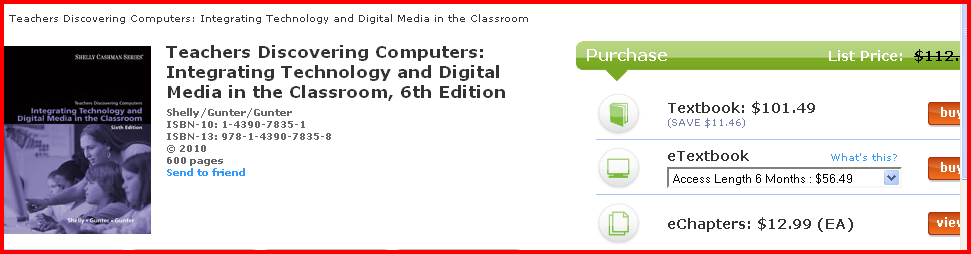 Teachers Discovering Computers: Integrating Technology and Digital Media in the Classroom
SHELLY CASHMAN SERIES®
Teachers Discovering Computers
Integrating Technology and
Digital Media in the Classroom
Sixth Edition
Shelly • Gunter • Gunter
Teachers Discovering Computers:
Integrating Technology and Digital
Media in the Classroom, 6th Edition
Shelly/Gunter/Gunter
ISBN-10: 1-4390-7835-1
ISBN-13: 978-1-4390-7835-8
© 2010
600 pages
Send to friend
Purchase
List Price: $112.
Textbook: $101.49
(SAVE $11.46)
buy
eTextbook
What's this?
Access Length 6 Months : $56.49
buy
eChapters: $12.99 (EA)
view